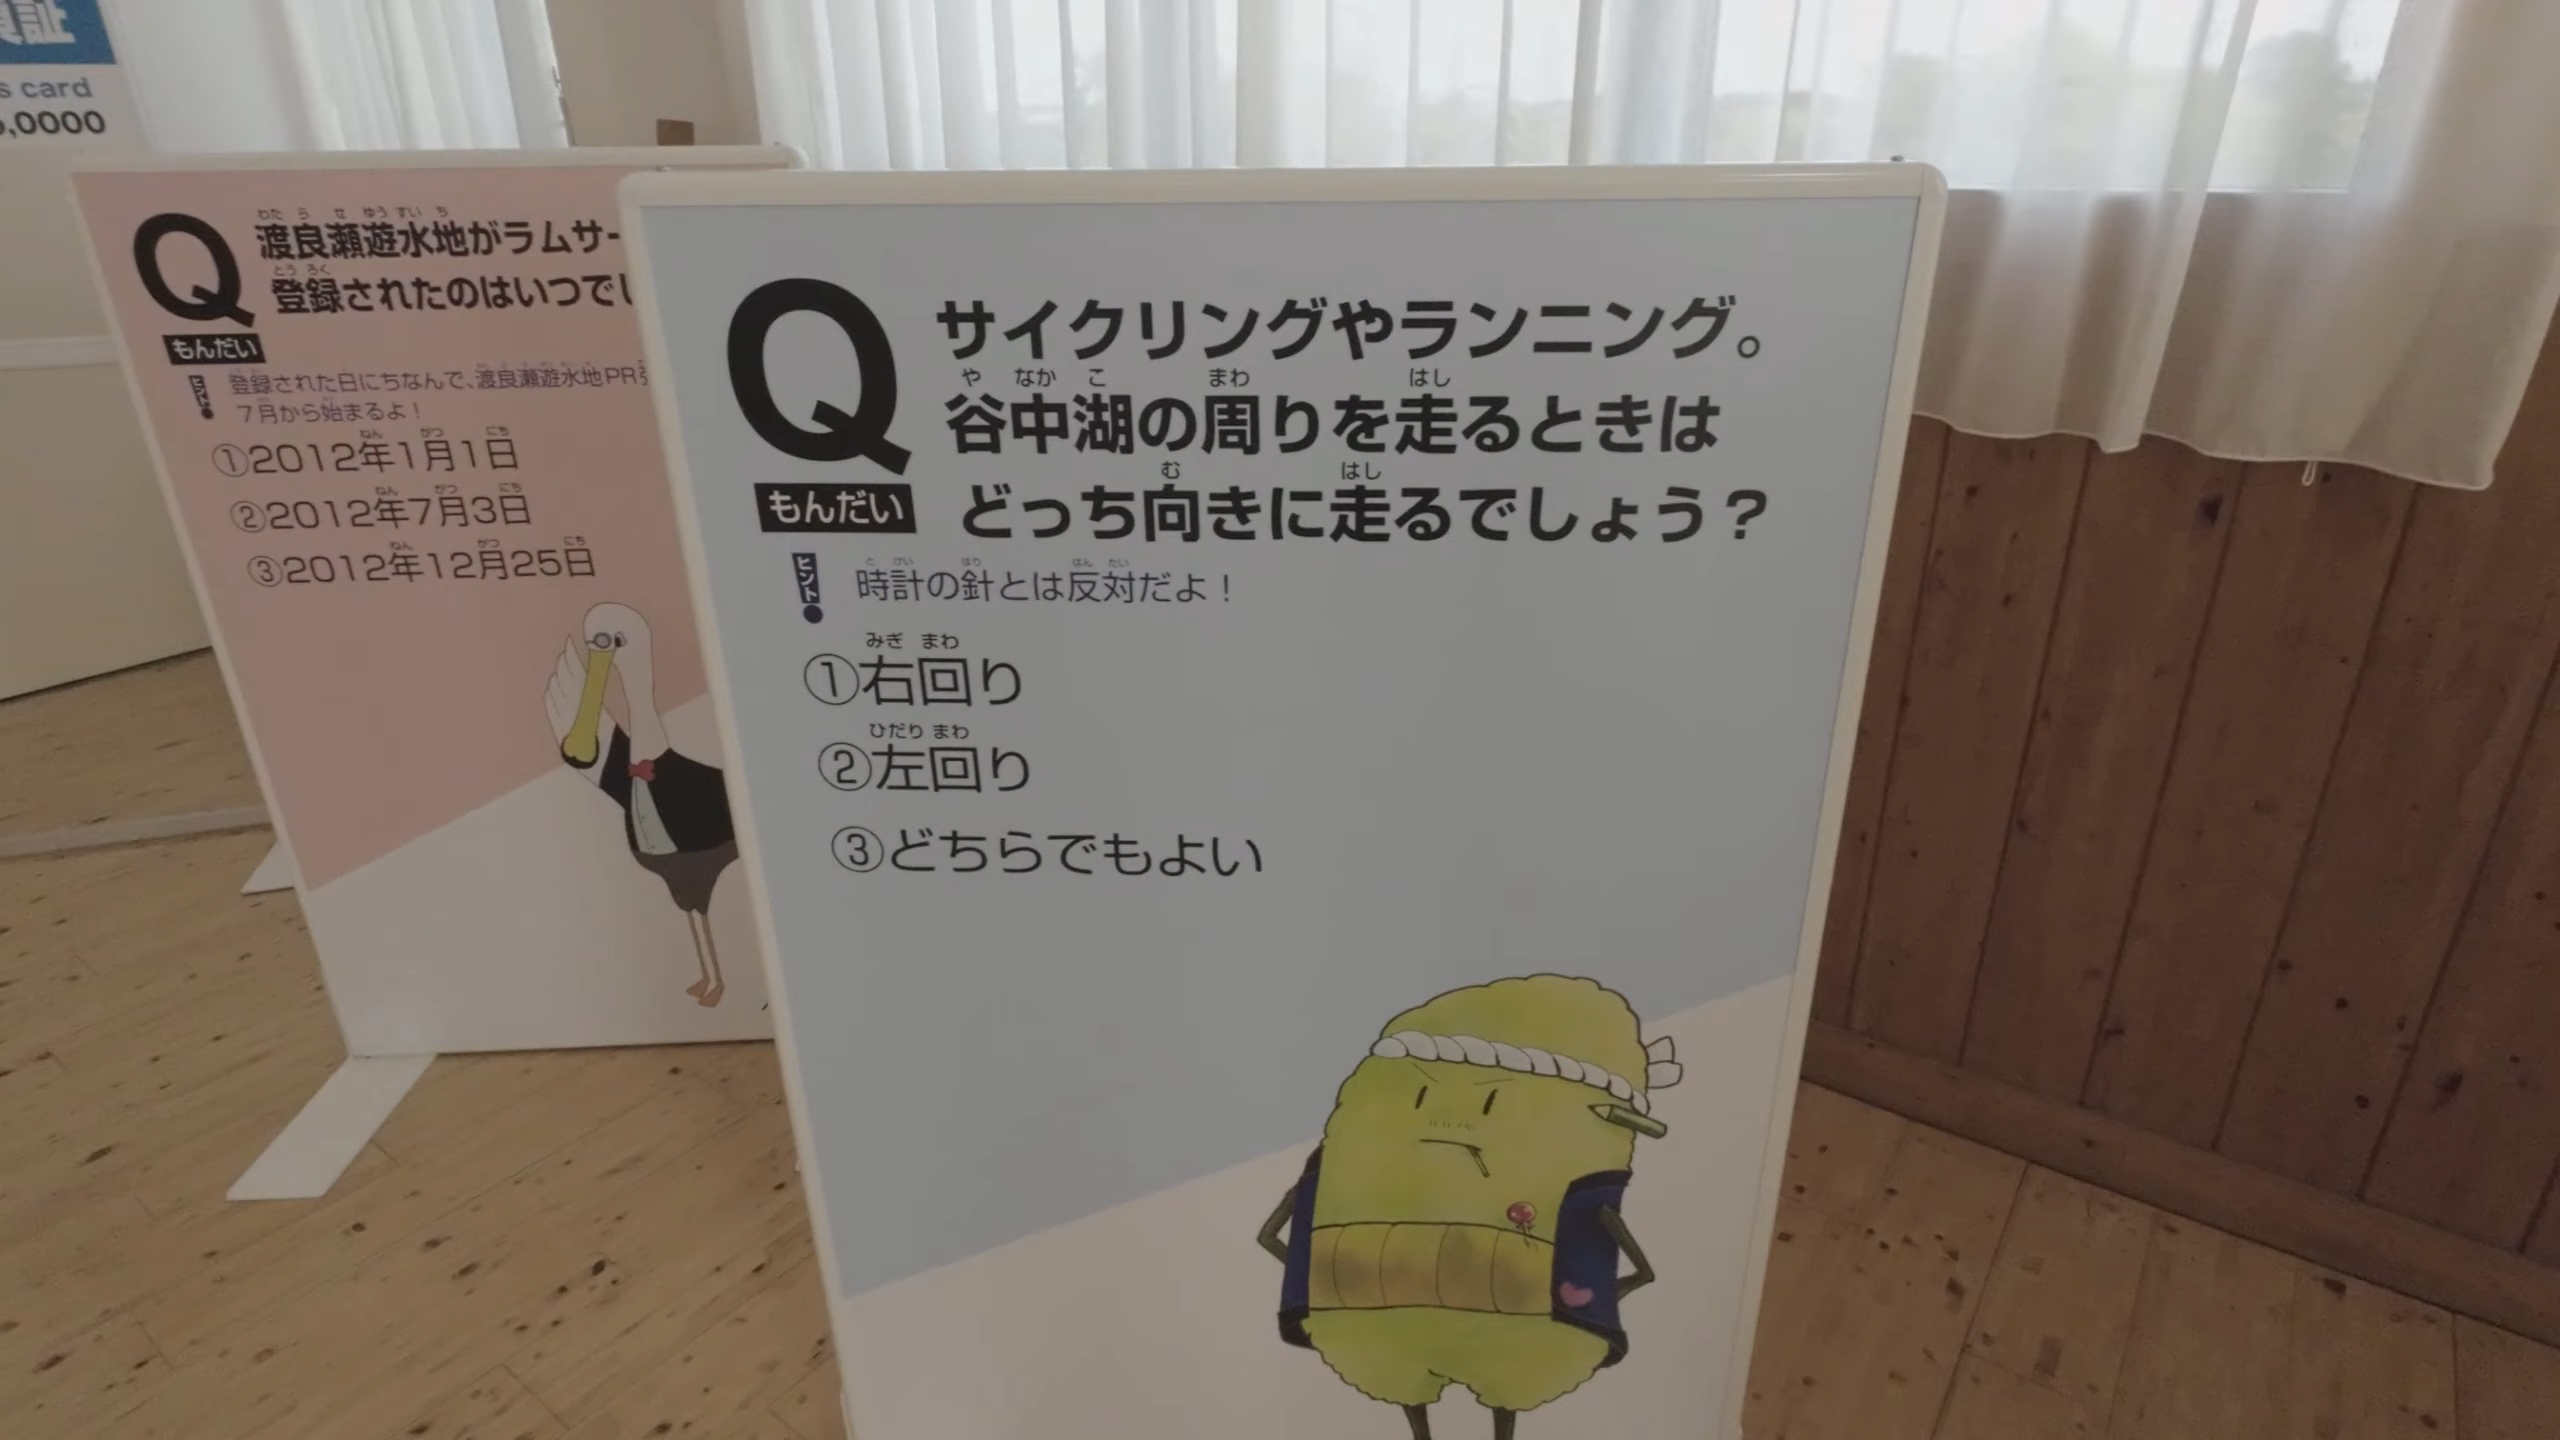 s card
,0000
Q
もんだい
渡良瀬遊水地がラムサー
登録されたのはいつでし
ヒント!
登録された日にちなんで、渡良瀬遊水地PR
7月から始まるよ!
①2012年1月1日
②2012年7月3日
③2012年12月25日
Q
もんだい
サイクリングやランニング。
谷中湖の周りを走るときは
どっち向きに走るでしょう?
ヒント!
時計の針とは反対だよ!
①右回り
②左回り
③どちらでもよい